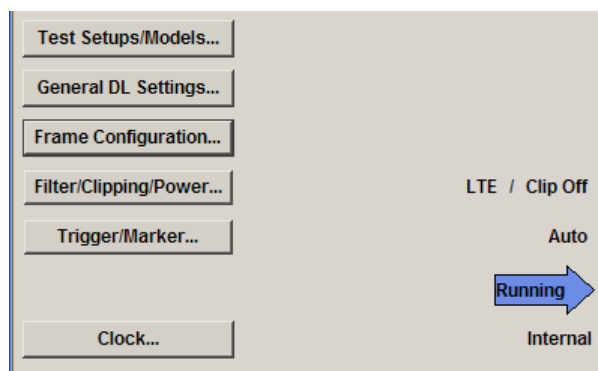 Test Setups/Models...
General DL Settings...
Frame Configuration...
Filter/Clipping/Power... LTE / Clip Off
Trigger/Marker... Auto
Running
Clock... Internal